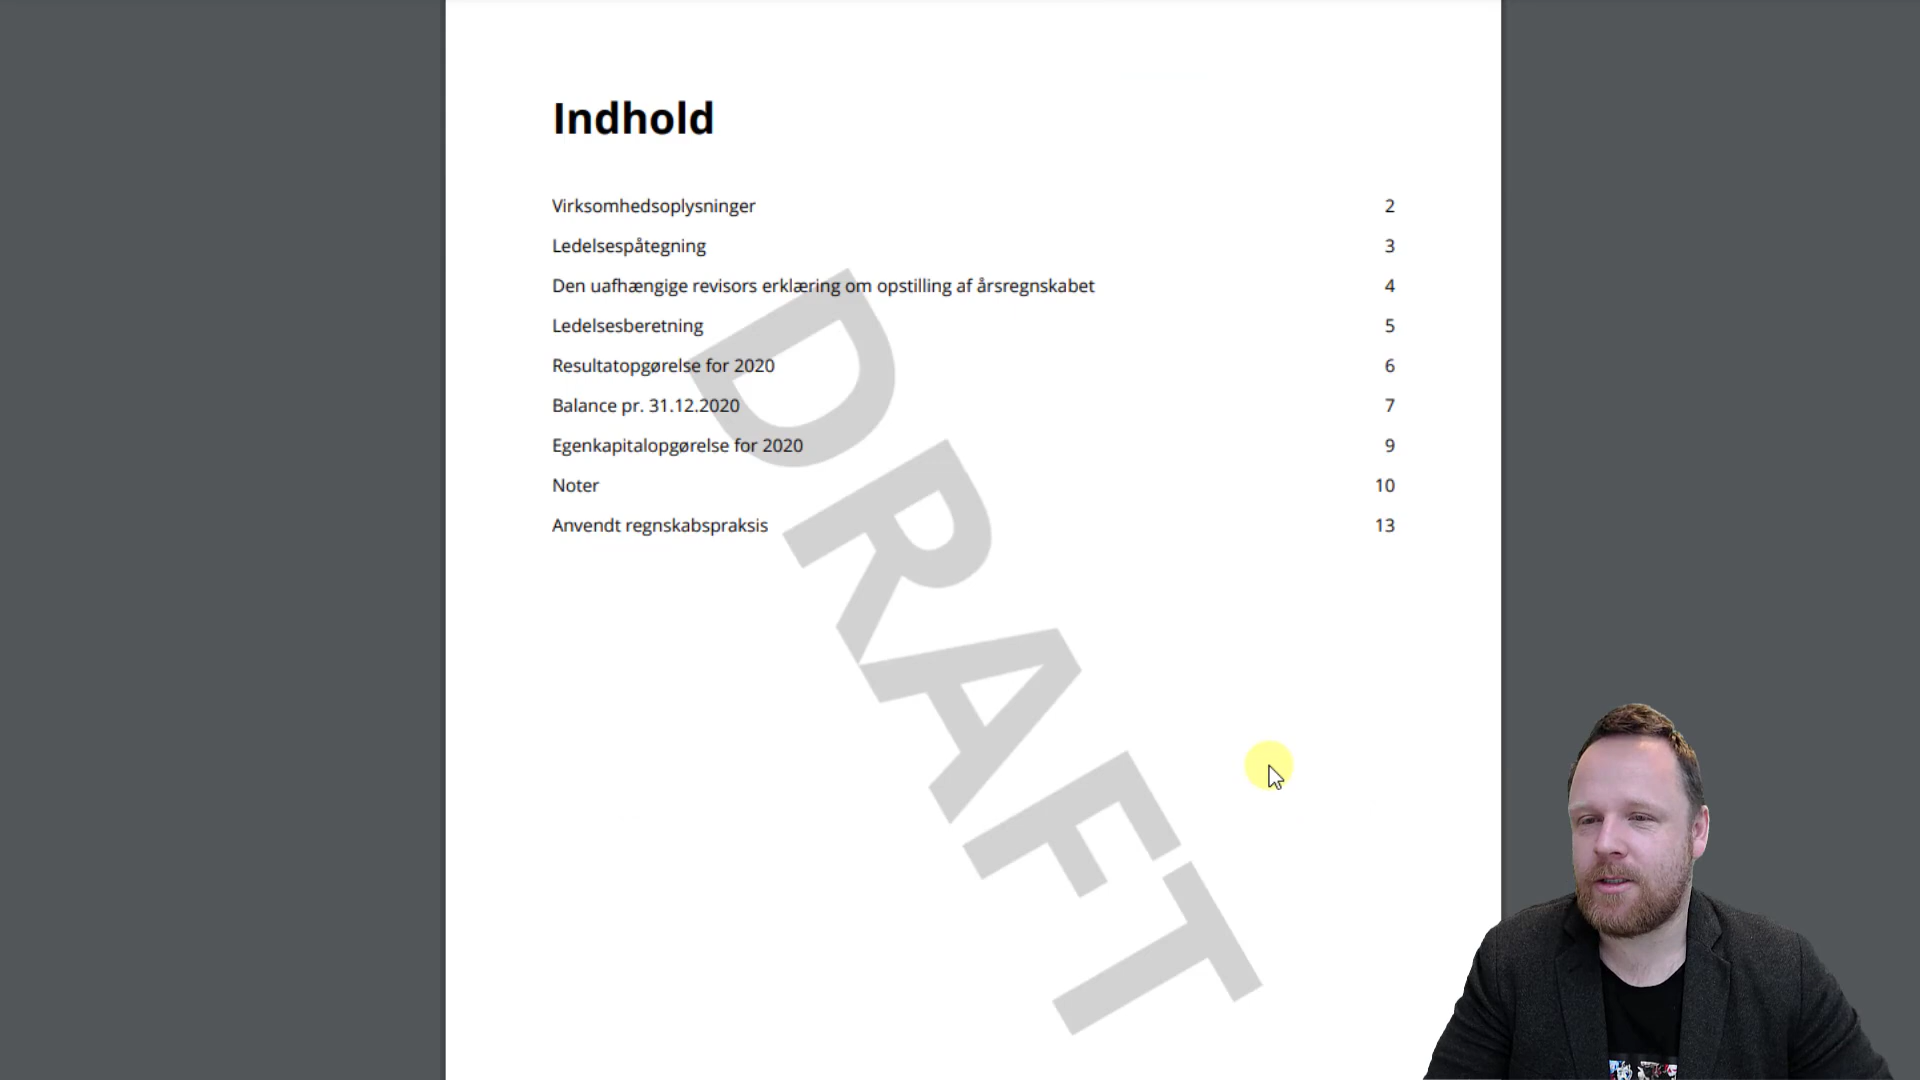 Indhold
Virksomhedsoplysninger 2
Ledelsespåtegning 3
Den uafhængige revisors erklæring om opstilling af årsregnskabet 4
Ledelsesberetning 5
Resultatopgørelse for 2020 6
Balance pr. 31.12.2020 7
Egenkapitalopgørelse for 2020 9
Noter 10
Anvendt regnskabspraksis 13
DRAFT